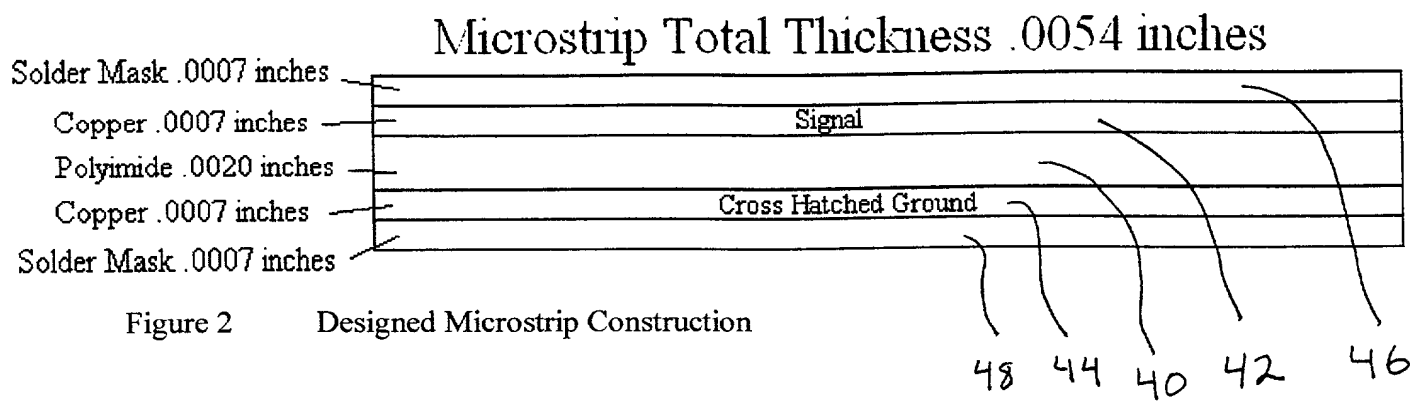 Microstrip Total Thickness .0054 inches
Solder Mask .0007 inches
Copper .0007 inches
Signal
Polyimide .0020 inches
Copper .0007 inches
Cross Hatched Ground
Solder Mask .0007 inches
Figure 2 Designed Microstrip Construction
48 44 40 42 46